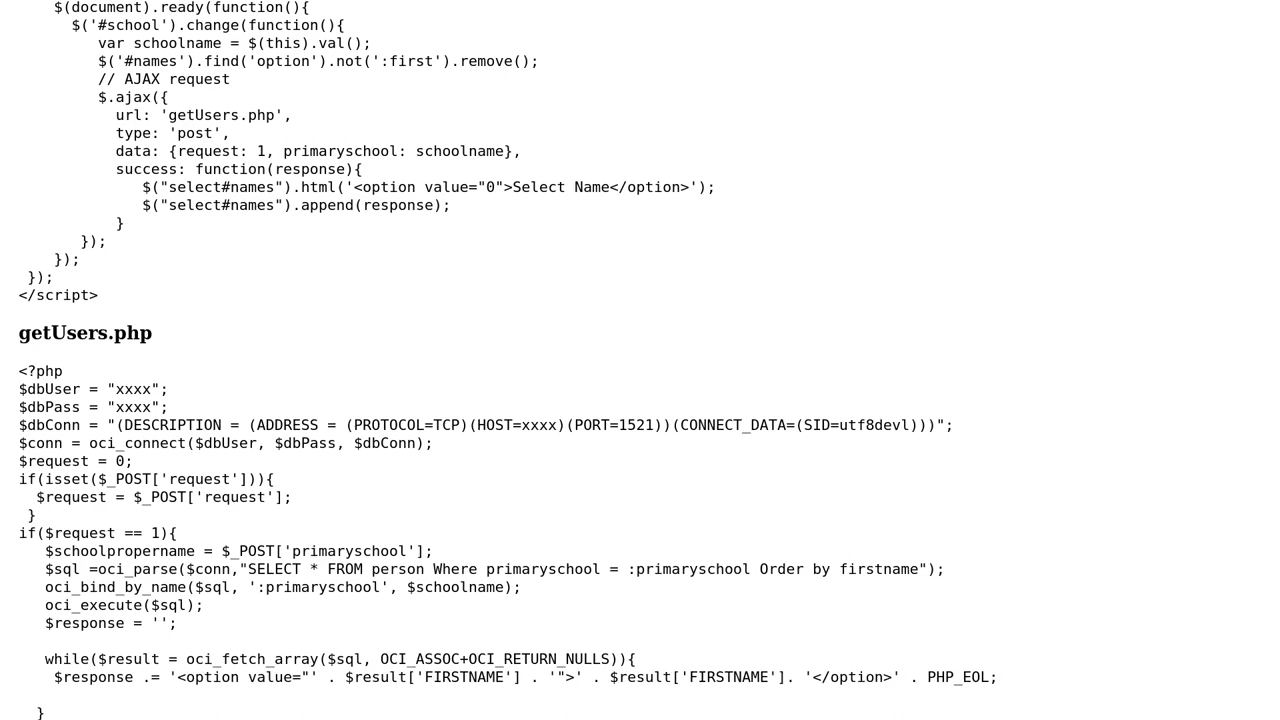 $(document).ready(function(){
$('#school').change(function(){
var schoolname = $(this).val();
$('#names').find('option').not(':first').remove();
// AJAX request
$.ajax({
url: 'getUsers.php',
type: 'post',
data: {request: 1, primaryschool: schoolname},
success: function(response){
$("select#names").html('<option value="0">Select Name</option>');
$("select#names").append(response);
}
});
});
});
</script>
getUsers.php
<?php
$dbUser = "xxxx";
$dbPass = "xxxx";
$dbConn = "(DESCRIPTION = (ADDRESS = (PROTOCOL=TCP)(HOST=xxxx)(PORT=1521))(CONNECT_DATA=(SID=utf8devl)))";
$conn = oci_connect($dbUser, $dbPass, $dbConn);
$request = 0;
if(isset($_POST['request'])){
$request = $_POST['request'];
}
if($request == 1){
$schoolpropername = $_POST['primaryschool'];
$sql =oci_parse($conn,"SELECT * FROM person Where primaryschool = :primaryschool Order by firstname");
oci_bind_by_name($sql, ':primaryschool', $schoolname);
oci_execute($sql);
$response = '';
while($result = oci_fetch_array($sql, OCI_ASSOC+OCI_RETURN_NULLS)){
$response .= '<option value="' . $result['FIRSTNAME'] . '">' . $result['FIRSTNAME']. '</option>' . PHP_EOL;
}